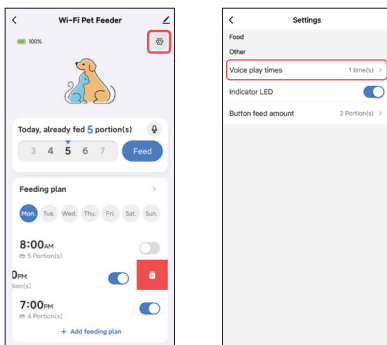 Wi-Fi Pet Feeder
100%
Today, already fed 5 portion(s)
3 4 5 6 7 Feed
Feeding plan
Mon. Tue. Wed. Thu. Fri. Sat. Sun.
8:00AM
5 Portion(s)
0PM
tion(s)
7:00PM
4 Portion(s)
+ Add feeding plan
Settings
Food
Other
Voice play times 1 time(s)
Indicator LED
Button feed amount 3 Portion(s)